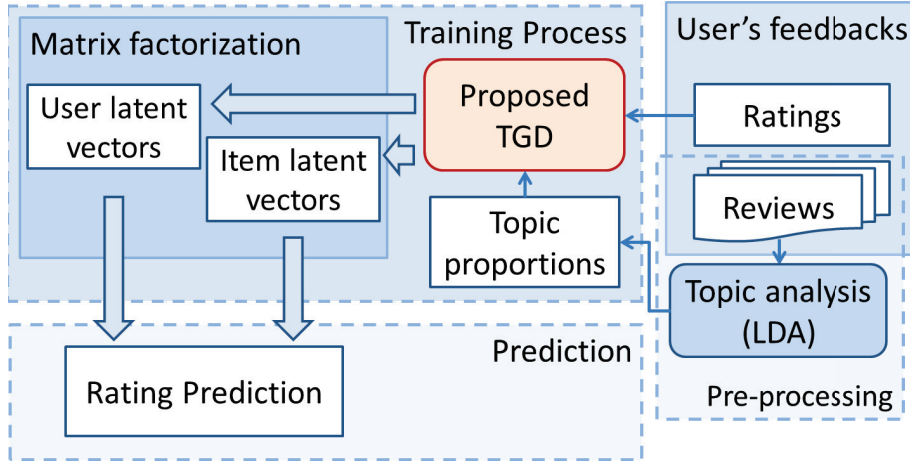 Matrix factorization
Training Process
User's feedbacks
User latent
vectors
Item latent
vectors
Proposed
TGD
Ratings
Reviews
Topic
proportions
Topic analysis
(LDA)
Pre-processing
Prediction
Rating Prediction